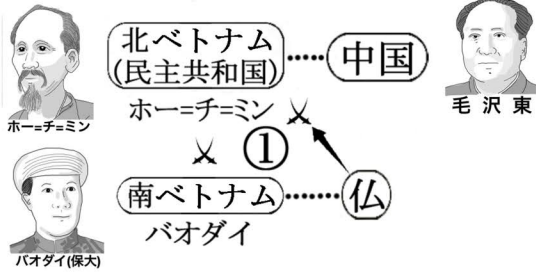 北ベトナム
(民主共和国)
中国
ホー=チ=ミン
毛沢東
ホー=チ=ミン
①
南ベトナム
仏
バオダイ
バオダイ(保大)